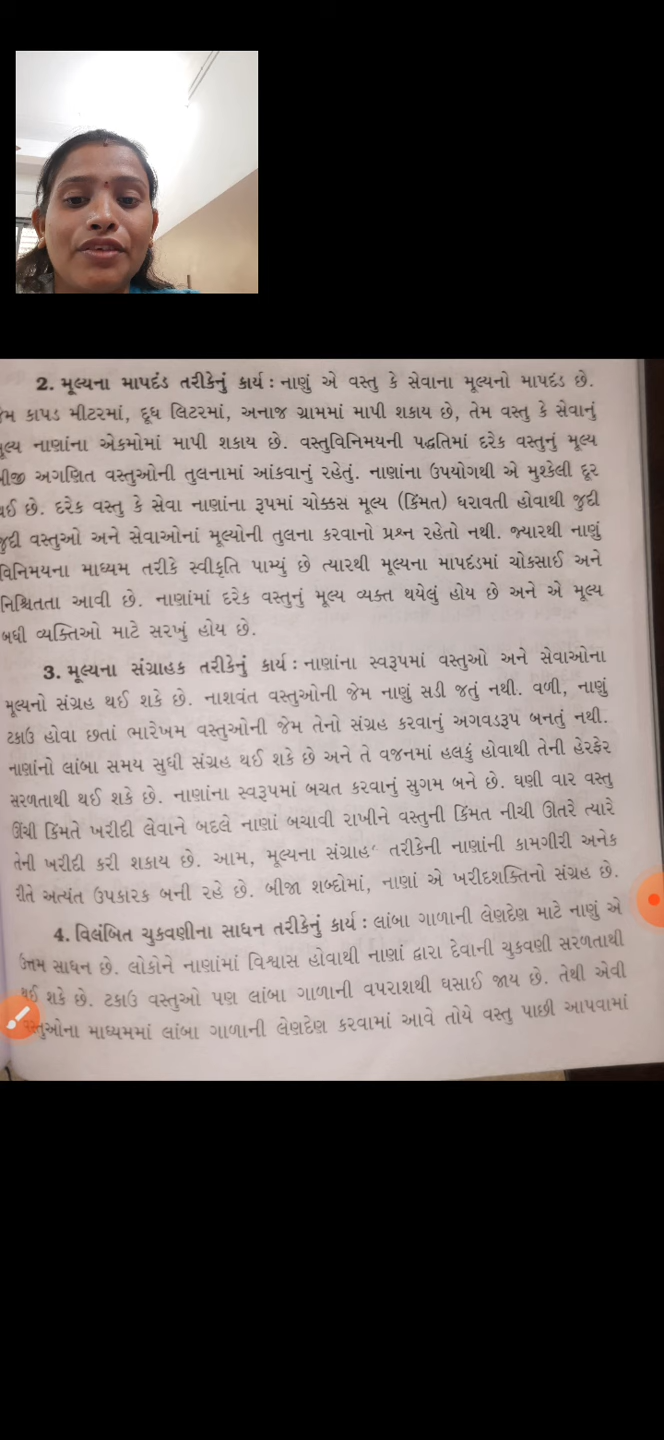 2. મૂલ્યના માપદંડ તરીકેનું કાર્ય : નાણું એ વસ્તુ કે સેવાના મૂલ્યનો માપદંડ છે.
કાપડ મીટરમાં, દૂધ લિટરમાં, અનાજ ગ્રામમાં માપી શકાય છે, તેમ વસ્તુ કે સેવાનું
નાણાંના એકમોમાં માપી શકાય છે. વસ્તુવિનિમયની પદ્ધતિમાં દરેક વસ્તુનું મૂલ્ય
અગણિત વસ્તુઓની તુલનામાં આંકવાનું રહેતું. નાણાંના ઉપયોગથી એ મુશ્કેલી દૂર
છે. દરેક વસ્તુ કે સેવા નાણાંના રૂપમાં ચોક્કસ મૂલ્ય (કિંમત) ધરાવતી હોવાથી જુદી
જુદી વસ્તુઓ અને સેવાઓનાં મૂલ્યોની તુલના કરવાનો પ્રશ્ન રહેતો નથી. જ્યારથી નાણું
વિનિમયના માધ્યમ તરીકે સ્વીકૃતિ પામ્યું છે ત્યારથી મૂલ્યના માપદંડમાં ચોકસાઈ અને
નિશ્ચિતતા આવી છે. નાણાંમાં દરેક વસ્તુનું મૂલ્ય વ્યક્ત થયેલું હોય છે અને એ મૂલ્ય
બધી વ્યક્તિઓ માટે સરખું હોય છે.
3. મૂલ્યના સંગ્રાહક તરીકેનું કાર્ય : નાણાંના સ્વરૂપમાં વસ્તુઓ અને સેવાઓના
મૂલ્યનો સંગ્રહ થઈ શકે છે. નાશવંત વસ્તુઓની જેમ નાણું સડી જતું નથી. વળી, નાણું
ટકાઉ હોવા છતાં ભારેખમ વસ્તુઓની જેમ તેનો સંગ્રહ કરવાનું અગવડરૂપ બનતું નથી.
નાણાંનો લાંબા સમય સુધી સંગ્રહ થઈ શકે છે અને તે વજનમાં હલકું હોવાથી તેની હેરફેર
સરળતાથી થઈ શકે છે. નાણાંના સ્વરૂપમાં બચત કરવાનું સુગમ બને છે. ઘણી વાર વસ્તુ
ઊંચી કિંમતે ખરીદી લેવાને બદલે નાણાં બચાવી રાખીને વસ્તુની કિંમત નીચી ઊતરે ત્યારે
તેની ખરીદી કરી શકાય છે. આમ, મૂલ્યના તરીકેની નાણાંની કામગીરી અનેક
રીતે અત્યંત ઉપકારક બની રહે છે. બીજા શબ્દોમાં, નાણાં એ ખરીદશક્તિનો સંગ્રહ છે.
4. વિલંબિત ચુકવણીના સાધન તરીકેનું કાર્ય : લાંબા ગાળાની લેણદેણ માટે નાણું એ
ઉત્તમ સાધન છે. લોકોને નાણાંમાં વિશ્વાસ હોવાથી નાણાં દ્વારા દેવાની ચુકવણી સરળતાથી
થઈ શકે છે. ટકાઉ વસ્તુઓ પણ લાંબા ગાળાની વપરાશથી ઘસાઈ જાય છે. તેથી એવી
વસ્તુઓના માધ્યમમાં લાંબા ગાળાની લેણદેણ કરવામાં આવે તોયે વસ્તુ પાછી આપવામાં